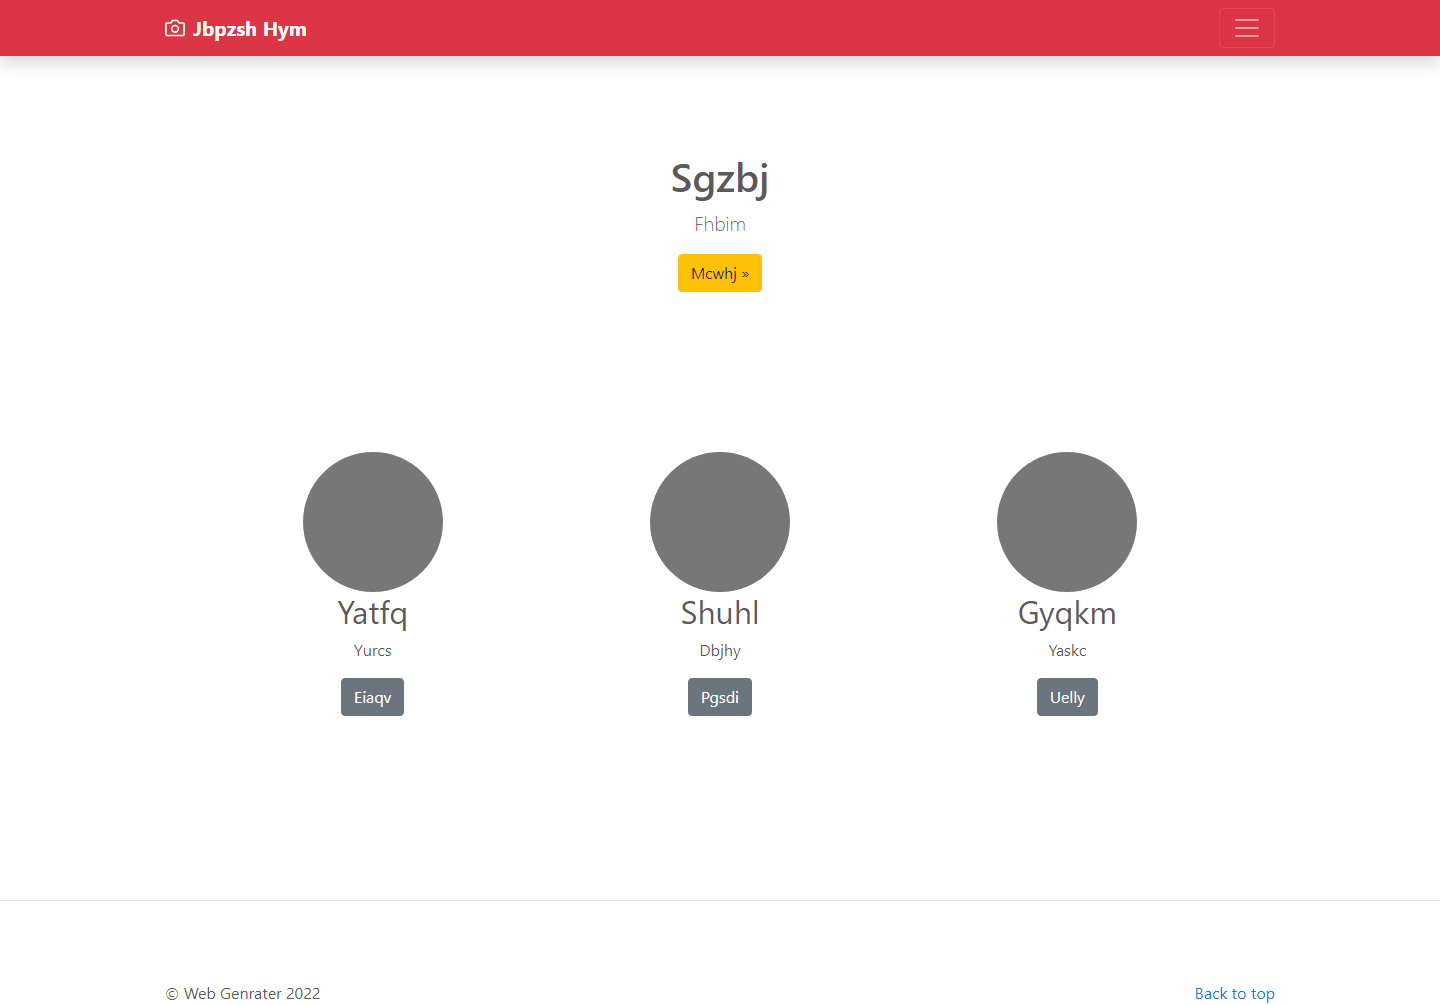 Jbpzsh Hym
Sgzbj
Fhbim
Mcwhj »
Yatfq
Yurcs
Eiaqv
Shuhl
Dbjhy
Pgsdi
Gyqkm
Yaskc
Uelly
© Web Genrater 2022
Back to top